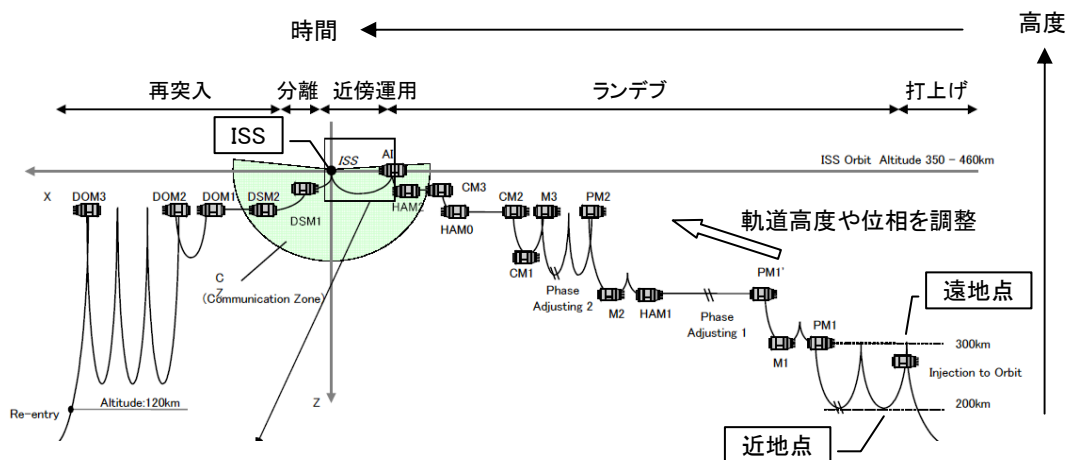 時間
高度
再突入
分離
近傍運用
ランデブ
打上げ
ISS
ISS
AI
ISS Orbit Altitude 350 - 460km
X
DOM3
DOM2
DOM1
DSM2
DSM1
HAM2
CM3
HAM0
CM2
M3
PM2
CM1
軌道高度や位相を調整
C
Z
(Communication Zone)
Phase
Adjusting 2
M2
HAM1
Phase
Adjusting 1
PM1'
M1
PM1
遠地点
300km
Injection to Orbit
200km
近地点
Z
Altitude:120km
Re-entry